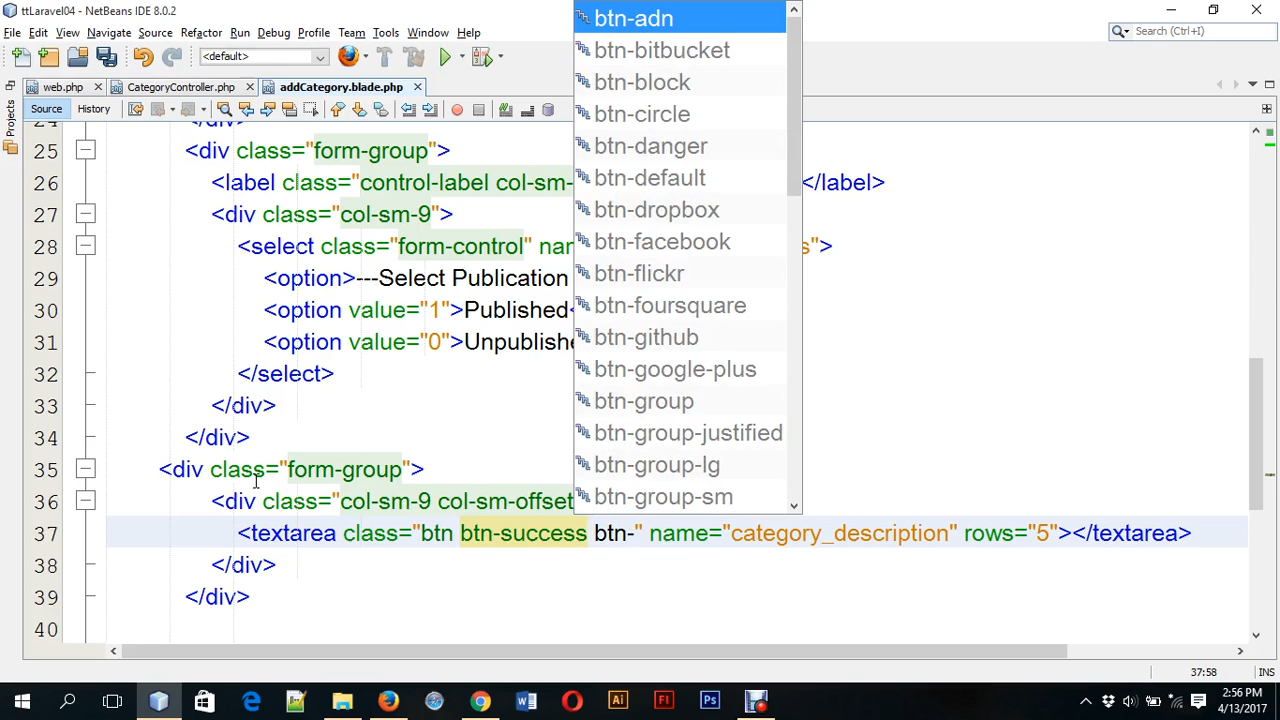 ttLaravel04 - NetBeans IDE 8.0.2
File Edit View Navigate Source Refactor Run Debug Profile Team Tools Window Help
Search (Ctrl+I)
<default>
web.php
CategoryController.php
addCategory.blade.php
Source History
Projects
24 </div>
25 <div class="form-group">
26 <label class="control-label col-sm- </label>
27 <div class="col-sm-9">
28 <select class="form-control" nam s">
29 <option>---Select Publication
30 <option value="1">Published<
31 <option value="0">Unpublishe
32 </select>
33 </div>
34 </div>
35 <div class="form-group">
36 <div class="col-sm-9 col-sm-offset
37 <textarea class="btn btn-success btn-" name="category_description" rows="5"></textarea>
38 </div>
39 </div>
40
btn-adn
btn-bitbucket
btn-block
btn-circle
btn-danger
btn-default
btn-dropbox
btn-facebook
btn-flickr
btn-foursquare
btn-github
btn-google-plus
btn-group
btn-group-justified
btn-group-lg
btn-group-sm
37:58 INS
Ai Fl Ps
2:56 PM
4/13/2017